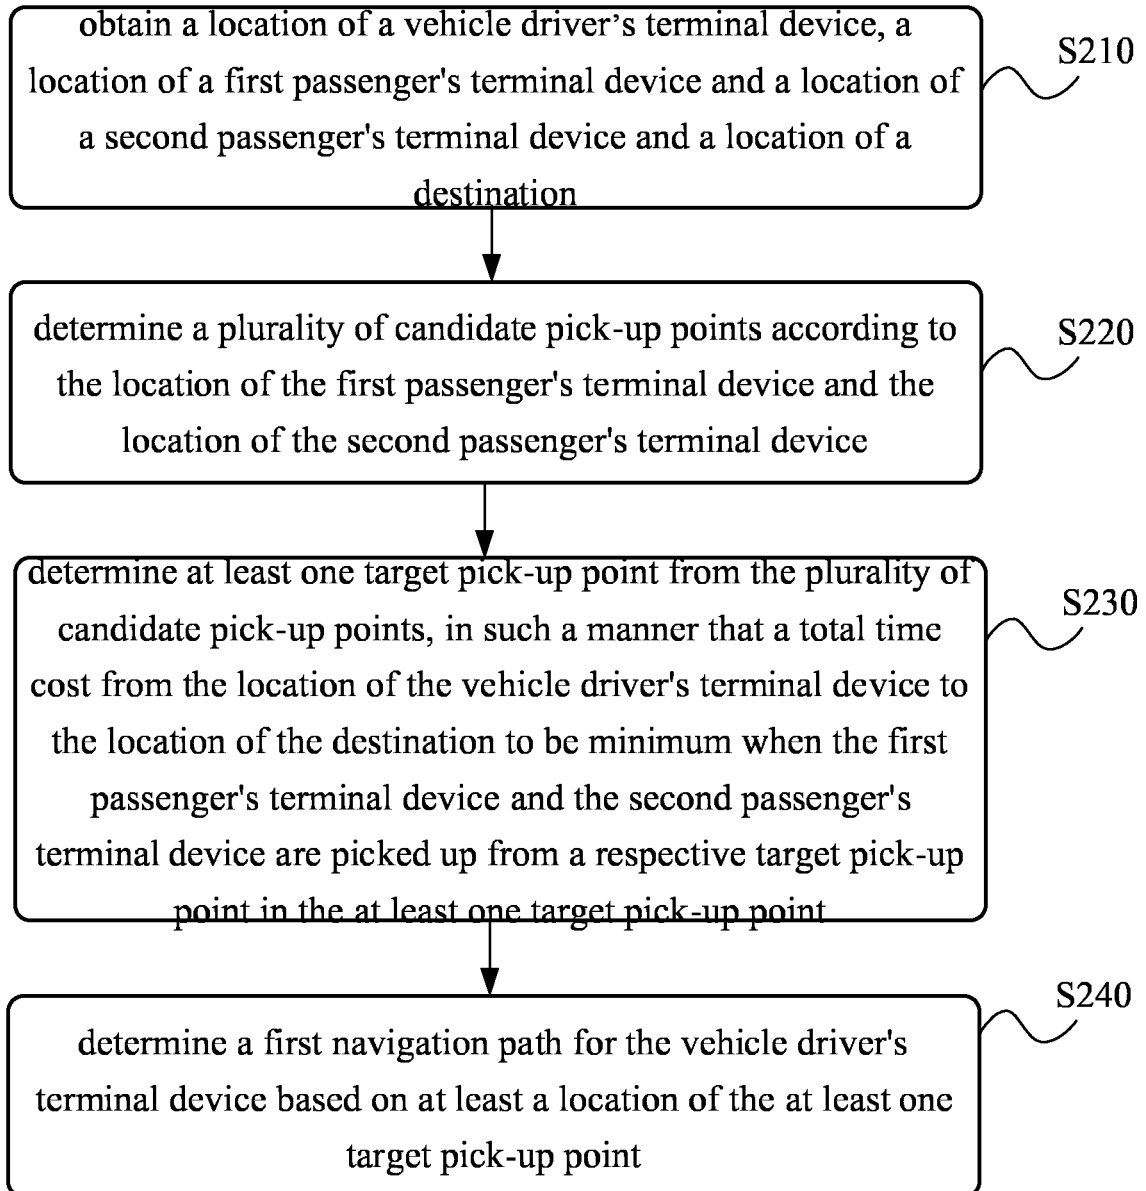 obtain a location of a vehicle driver’s terminal device, a
location of a first passenger's terminal device and a location of
a second passenger's terminal device and a location of a
destination
S210
determine a plurality of candidate pick-up points according to
the location of the first passenger's terminal device and the
location of the second passenger's terminal device
S220
determine at least one target pick-up point from the plurality of
candidate pick-up points, in such a manner that a total time
cost from the location of the vehicle driver's terminal device to
the location of the destination to be minimum when the first
passenger's terminal device and the second passenger's
terminal device are picked up from a respective target pick-up
point in the at least one target pick-up point
S230
determine a first navigation path for the vehicle driver's
terminal device based on at least a location of the at least one
target pick-up point
S240